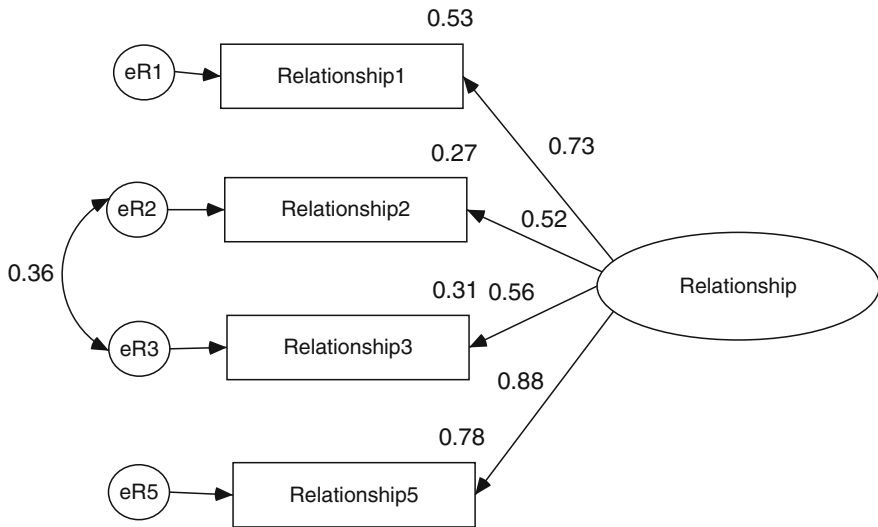 0.53
eR1
Relationship1
0.73
0.27
eR2
Relationship2
0.52
0.36
Relationship
0.31
0.56
eR3
Relationship3
0.88
0.78
eR5
Relationship5